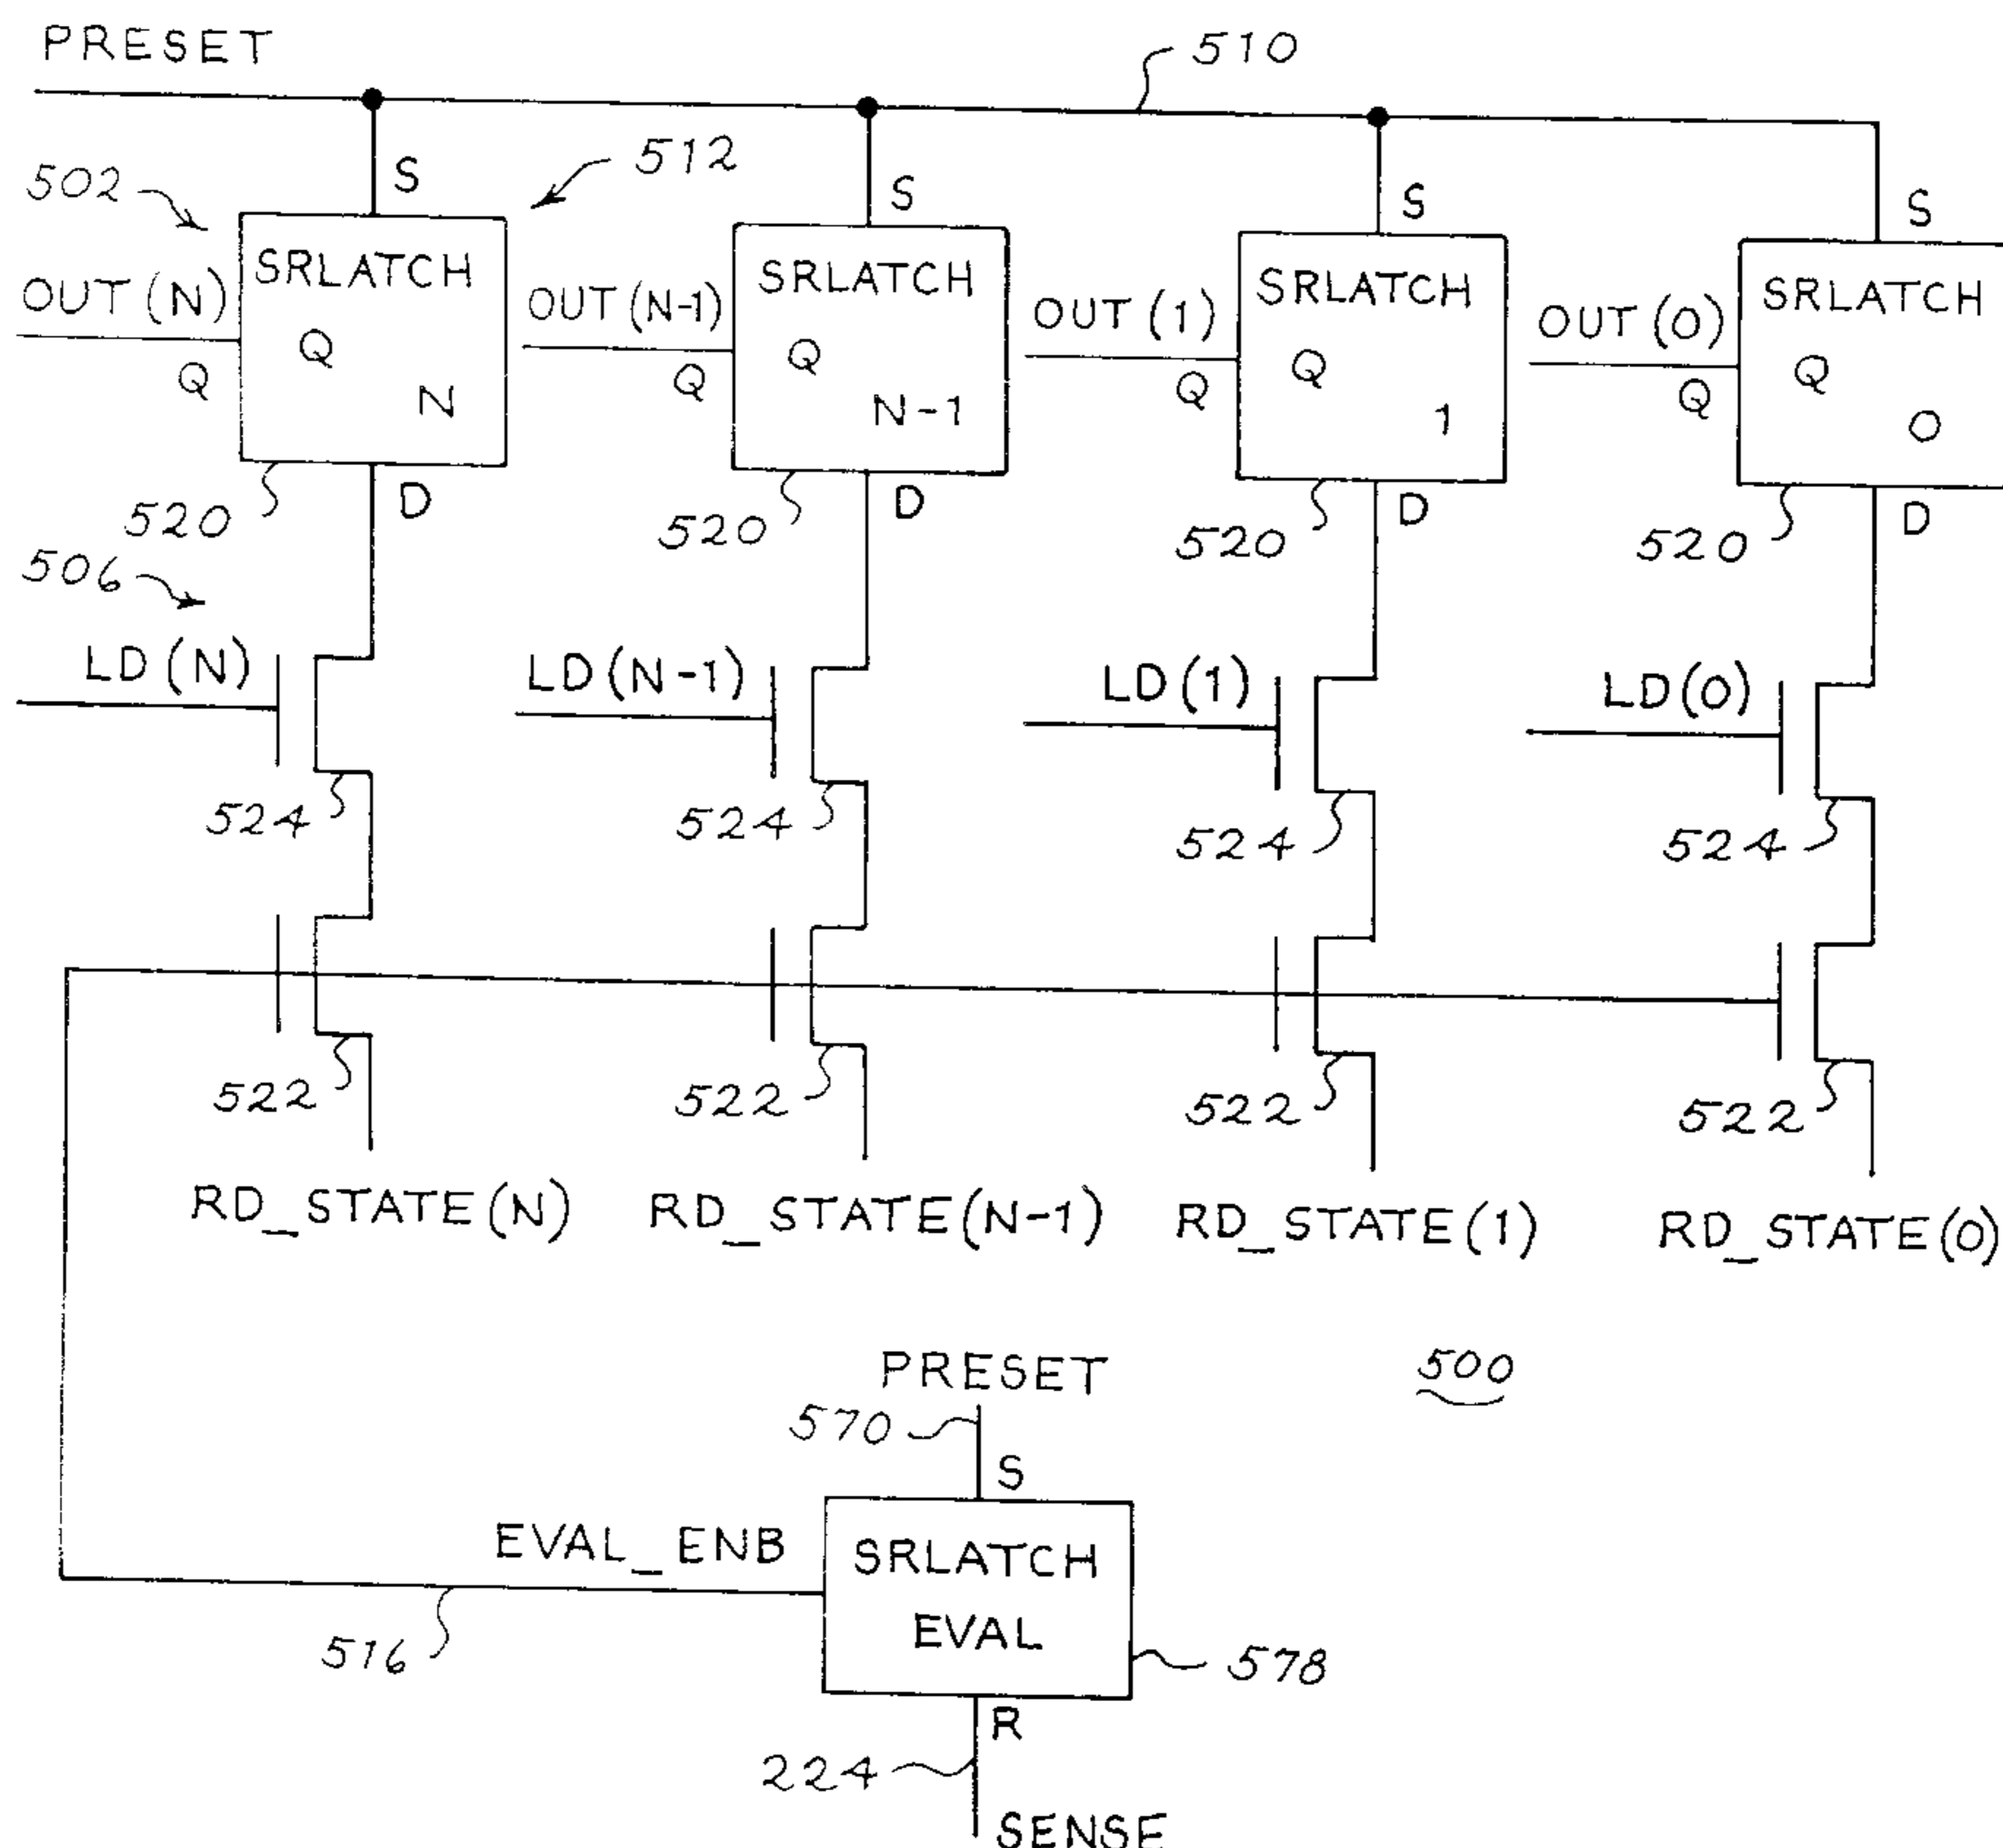 PRESET
510
512
502
S
S
S
S
SRLATCH
SRLATCH
SRLATCH
SRLATCH
OUT (N)
OUT (N-1)
OUT (1)
OUT (0)
Q
Q
Q
Q
Q
Q
Q
Q
N
N-1
1
0
D
D
D
D
520
520
520
520
506
LD (N)
LD (N-1)
LD (1)
LD (0)
524
524
524
524
522
522
522
522
RD_STATE (N)
RD_STATE (N-1)
RD_STATE (1)
RD_STATE (0)
PRESET
500
570
S
EVAL_ENB
SRLATCH
EVAL
516
578
R
224
SENSE